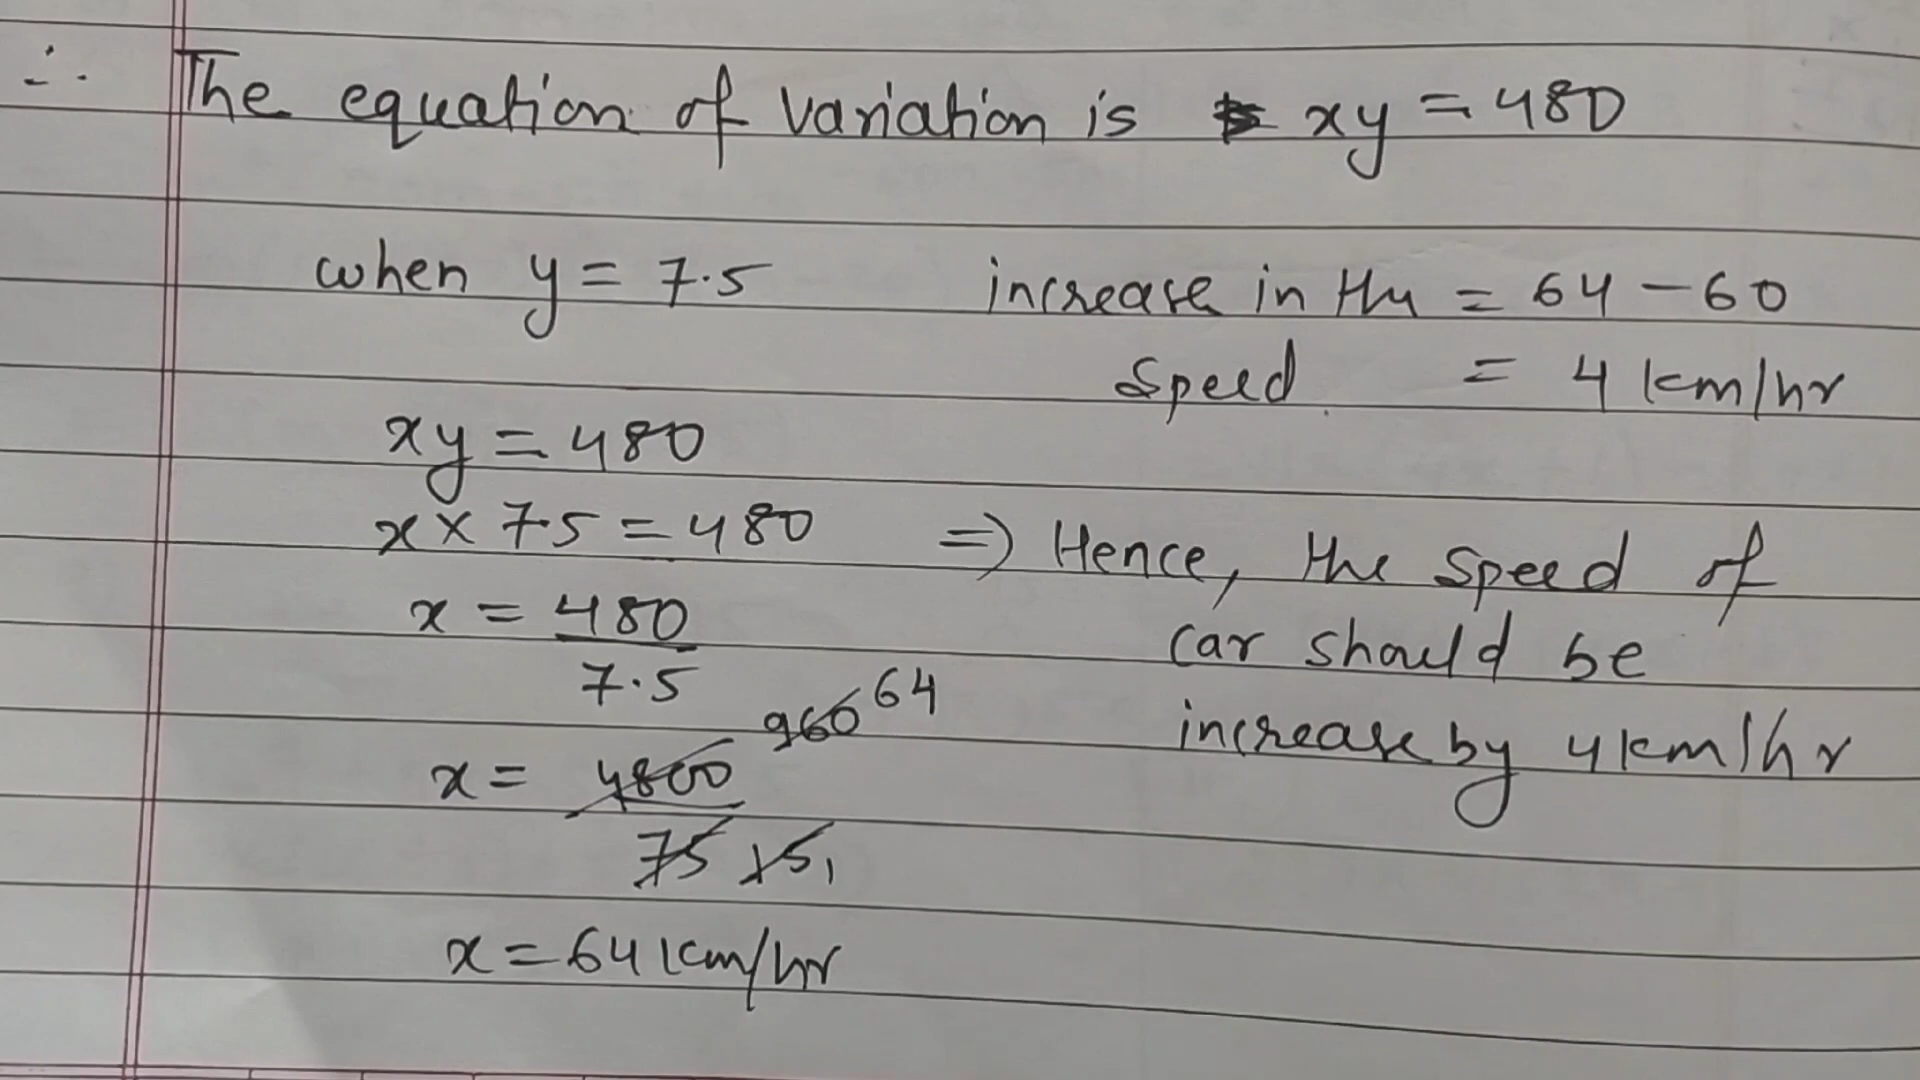 ∴ The equation of variation is xy = 480
when y = 7.5
xy = 480
x × 7.5 = 480
x = 480
7.5
x = 4800 960 64
75 15 1
x = 64 km/hr
increase in the = 64 - 60
Speed = 4 km/hr
=> Hence, the speed of
car should be
increase by 4 km/hr